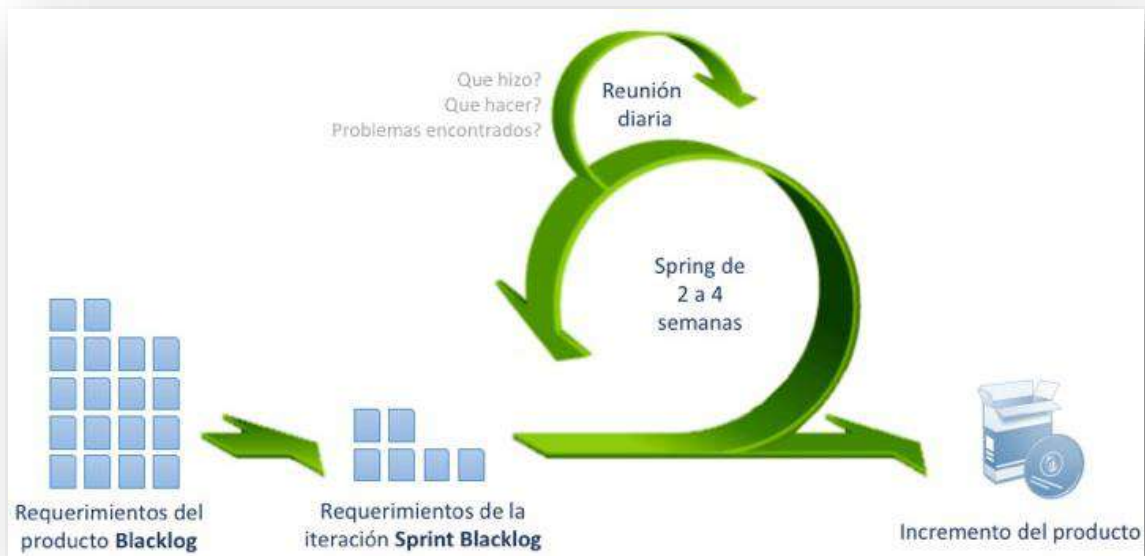 Que hizo?
Que hacer?
Problemas encontrados?
Reunión
diaria
Spring de
2 a 4
semanas
Requerimientos del
producto Blacklog
Requerimientos de la
iteración Sprint Blacklog
Incremento del producto